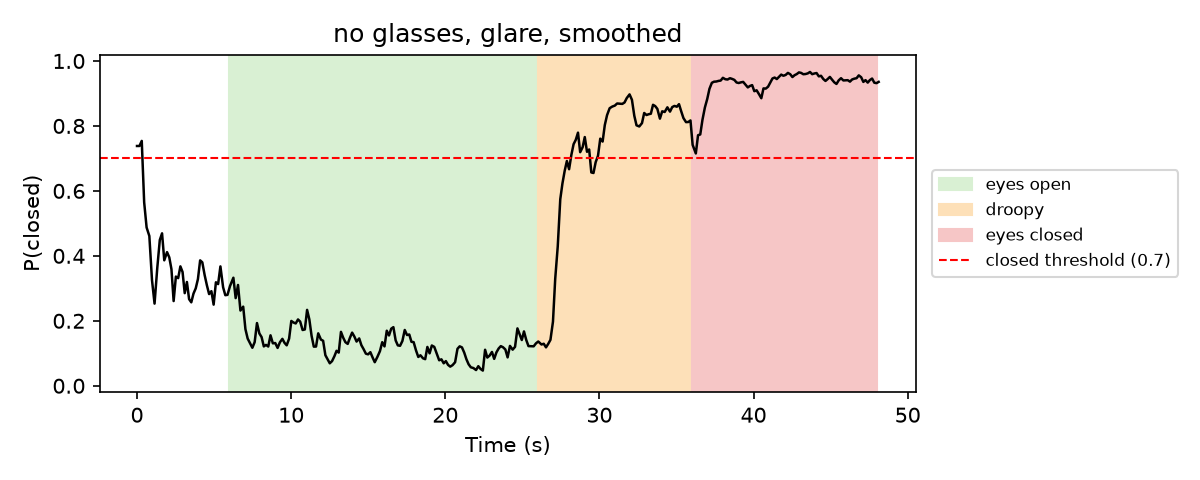 no glasses, glare, smoothed
1.0
0.8
0.6
0.4
0.2
0.0
P(closed)
0 10 20 30 40 50
Time (s)
eyes open
droopy
eyes closed
closed threshold (0.7)